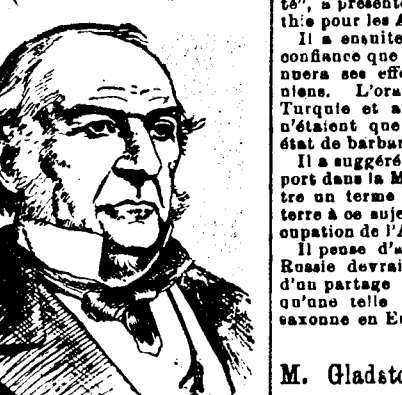 té", a présent
thie pour les A
Il a ensuite
confiance que
nuera ses eff
niens. L'ora
Turquie et a
n'étaient que
état de barbar
Il a suggéré
port dans la M
tre un terme
terre à ce suje
cupation de l'A
Il pense d'a
Russie devrai
d'un partage
qu'une telle
saxonne en Eu
M. Gladsto